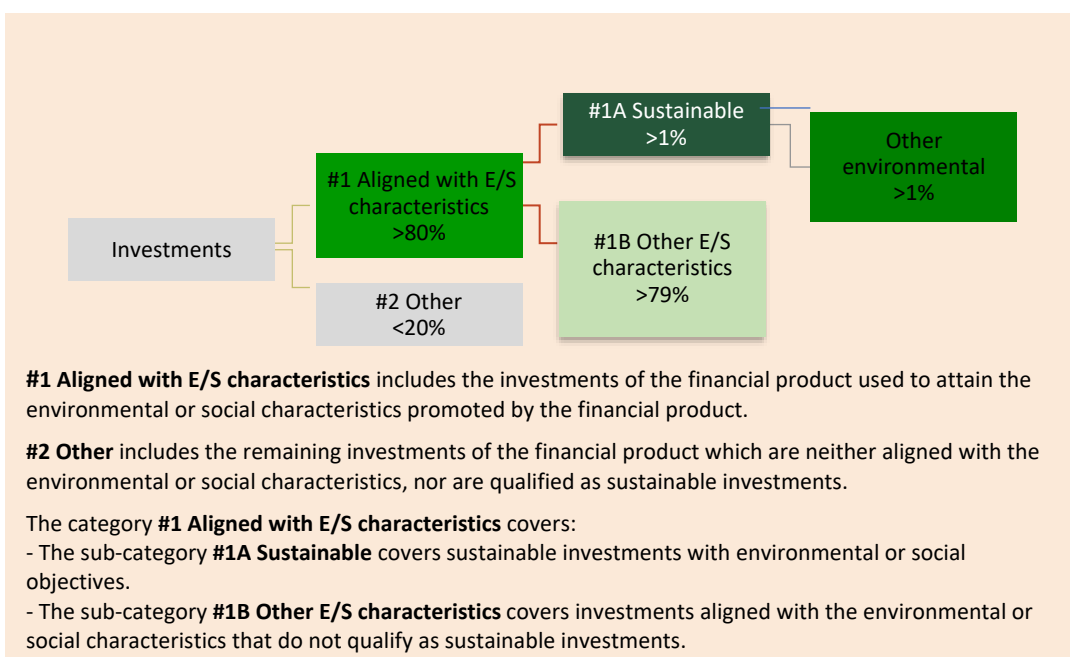 #1A Sustainable
>1%
Other
environmental
>1%
#1 Aligned with E/S
characteristics
>80%
Investments
#1B Other E/S
characteristics
>79%
#2 Other
<20%
#1 Aligned with E/S characteristics includes the investments of the financial product used to attain the
environmental or social characteristics promoted by the financial product.
#2 Other includes the remaining investments of the financial product which are neither aligned with the
environmental or social characteristics, nor are qualified as sustainable investments.
The category #1 Aligned with E/S characteristics covers:
- The sub-category #1A Sustainable covers sustainable investments with environmental or social
objectives.
- The sub-category #1B Other E/S characteristics covers investments aligned with the environmental or
social characteristics that do not qualify as sustainable investments.